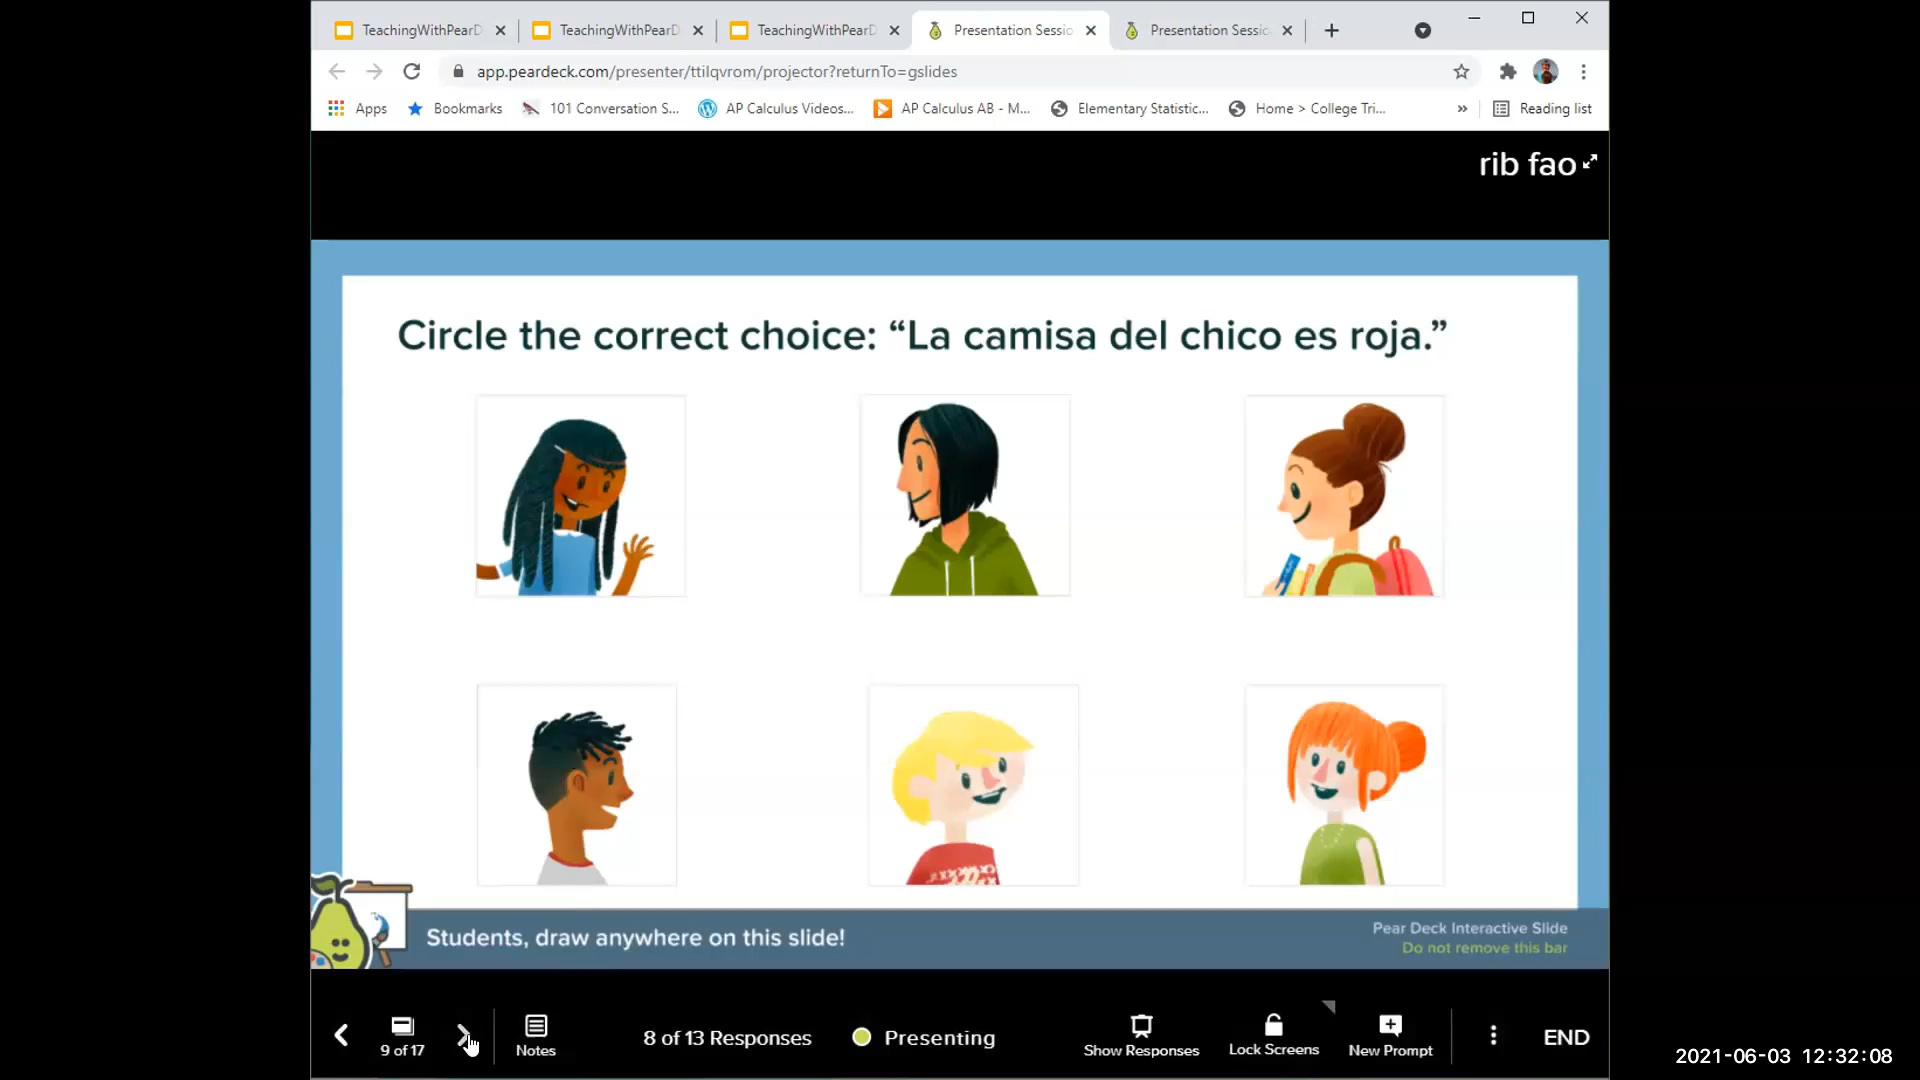 TeachingWithPearD
TeachingWithPearD
TeachingWithPearD
Presentation Sessio
Presentation Sessio
app.peardeck.com/presenter/ttilqvrom/projector?returnTo=gslides
Apps
Bookmarks
101 Conversation S...
AP Calculus Videos...
AP Calculus AB - M...
Elementary Statistic...
Home > College Tri...
»
Reading list
rib fao
Circle the correct choice: “La camisa del chico es roja.”
Students, draw anywhere on this slide!
Pear Deck Interactive Slide
Do not remove this bar
9 of 17
Notes
8 of 13 Responses
Presenting
Show Responses
Lock Screens
New Prompt
END
2021-06-03 12:32:08